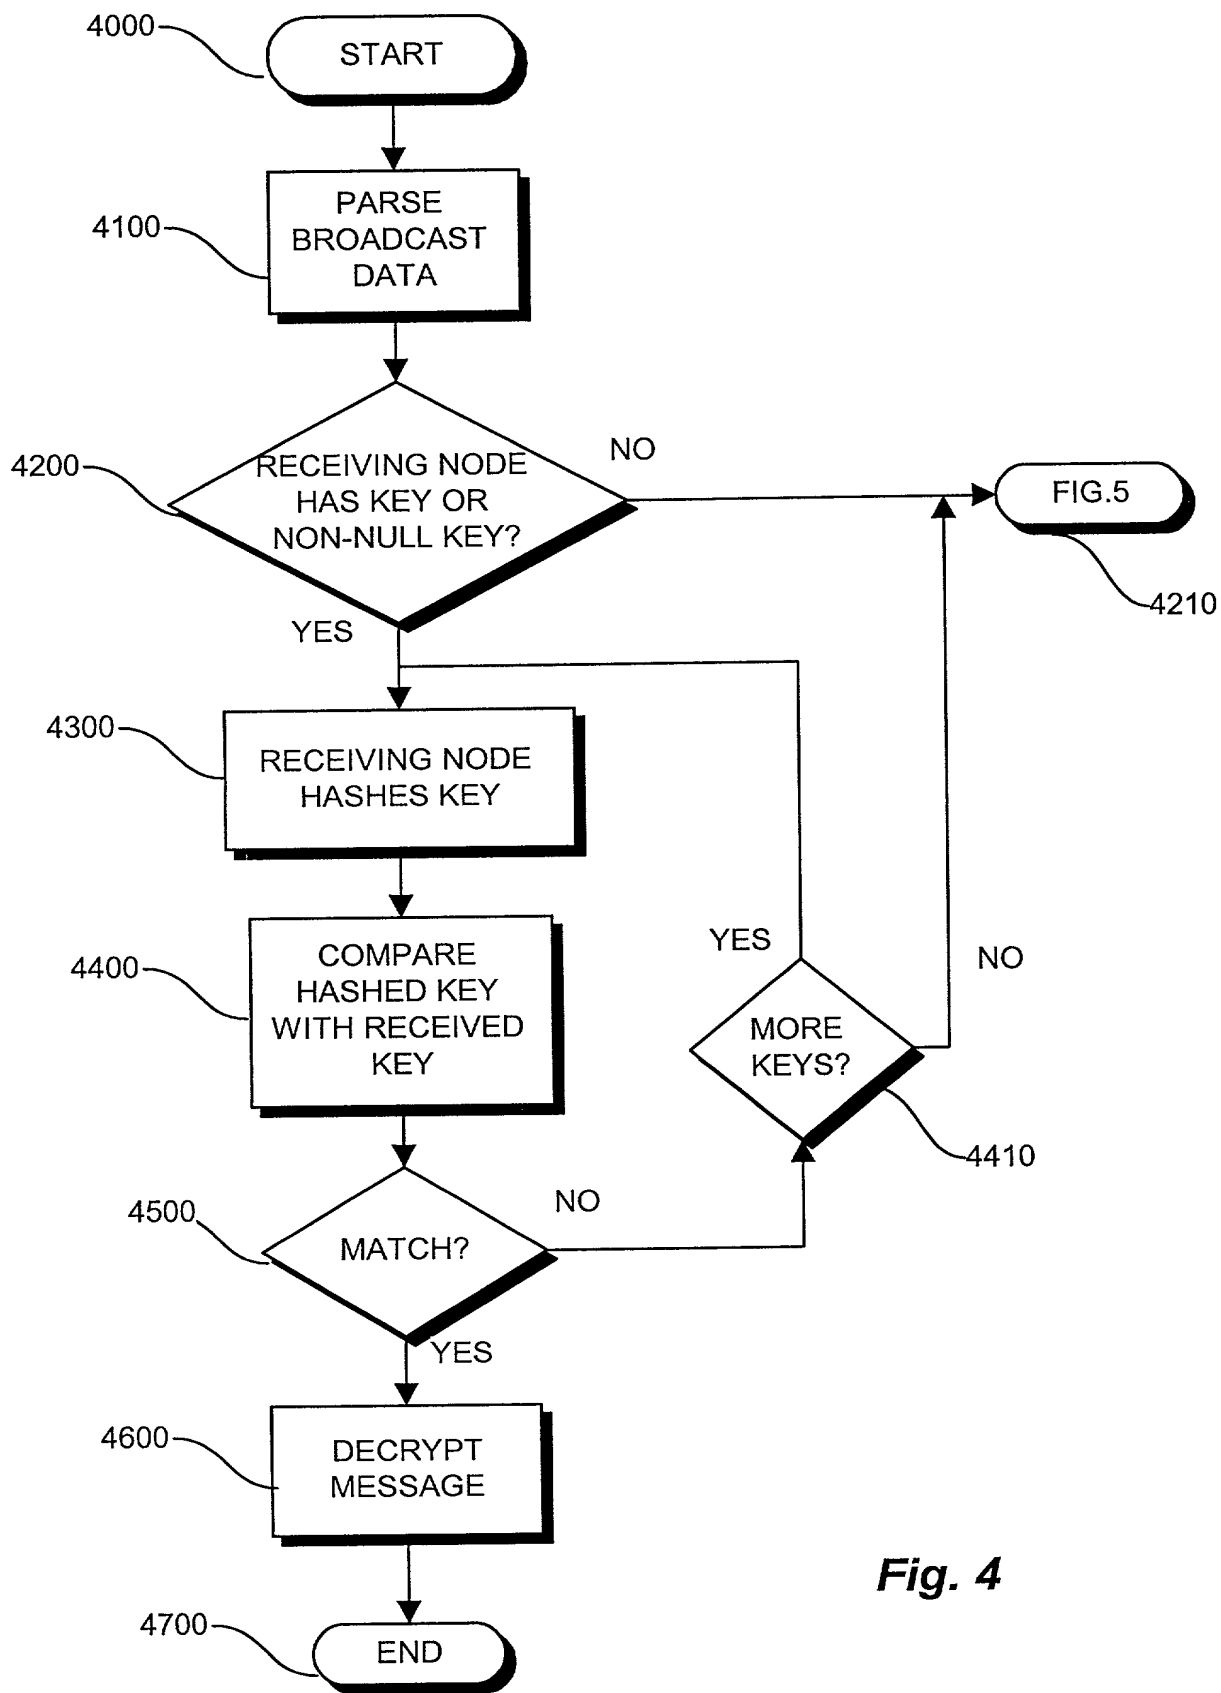 4000
START
4100
PARSE
BROADCAST
DATA
4200
RECEIVING NODE
HAS KEY OR
NON-NULL KEY?
NO
FIG.5
4210
YES
4300
RECEIVING NODE
HASHES KEY
4400
COMPARE
HASHED KEY
WITH RECEIVED
KEY
YES
NO
MORE
KEYS?
4410
4500
MATCH?
NO
YES
4600
DECRYPT
MESSAGE
4700
END
Fig. 4